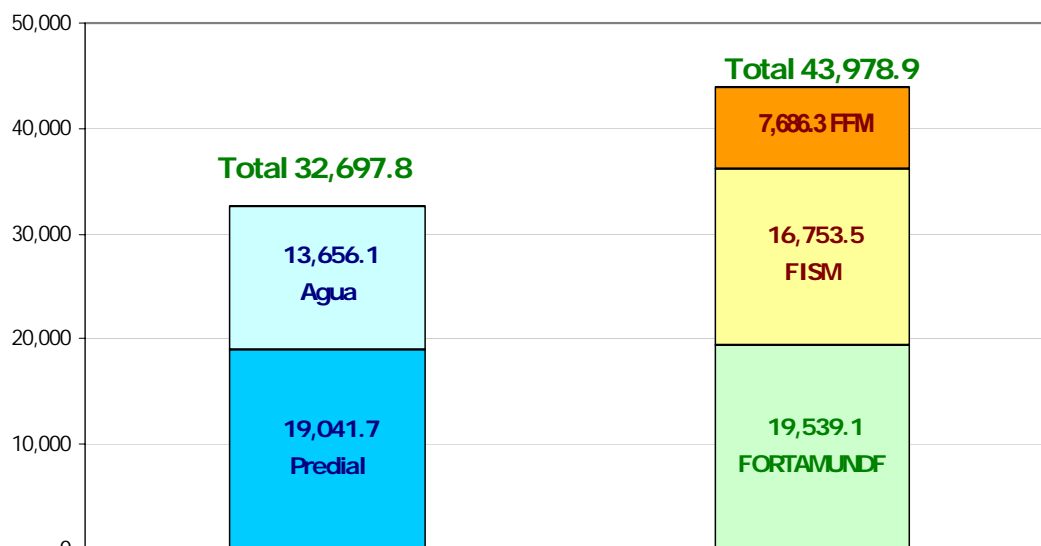 50,000
40,000
30,000
20,000
10,000
0
Total 32,697.8
13,656.1
Agua
19,041.7
Predial
Total 43,978.9
7,686.3 FFM
16,753.5
FISM
19,539.1
FORTAMUNDF